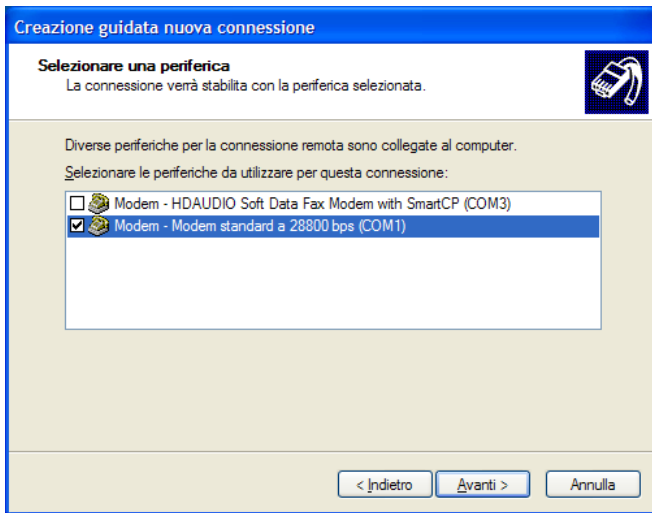 Creazione guidata nuova connessione
Selezionare una periferica
La connessione verrà stabilita con la periferica selezionata.
Diverse periferiche per la connessione remota sono collegate al computer.
Selezionare le periferiche da utilizzare per questa connessione:
Modem - HDAUDIO Soft Data Fax Modem with SmartCP (COM3)
Modem - Modem standard a 28800 bps (COM1)
< Indietro Avanti > Annulla